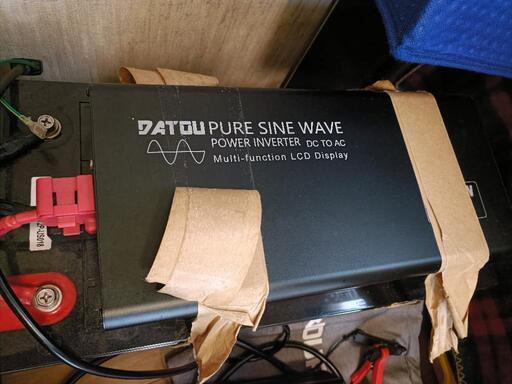 DATOU PURE SINE WAVE
POWER INVERTER DC TO AC
Multi-function LCD Display